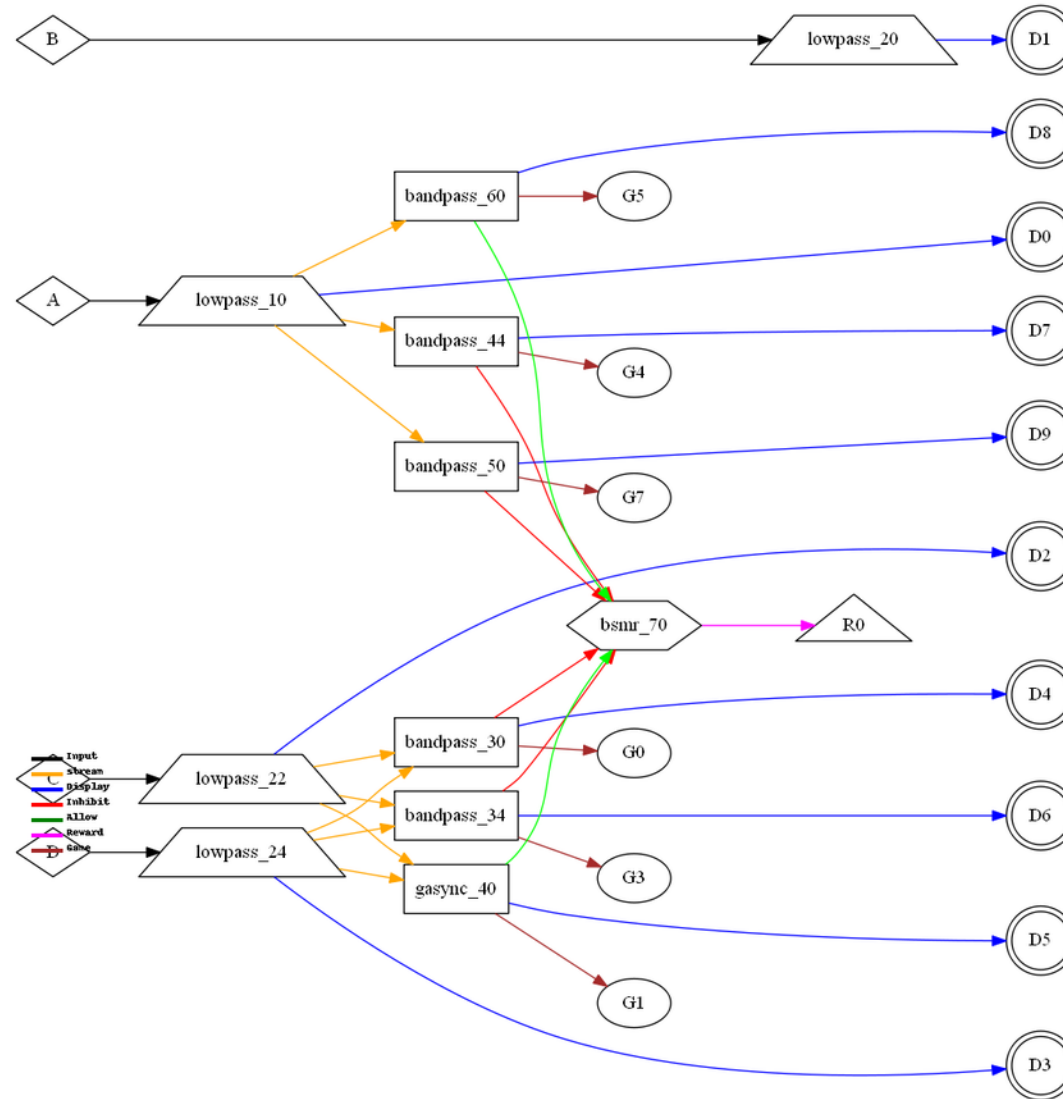 B
lowpass_20
D1
D8
bandpass_60
G5
D0
A
lowpass_10
D7
bandpass_44
G4
D9
bandpass_50
G7
D2
bsmr_70
R0
D4
bandpass_30
G0
Input
C
lowpass_22
Stream
Display
Inhibit
bandpass_34
D6
Allow
Reward
D
lowpass_24
Game
G3
gasync_40
D5
G1
D3